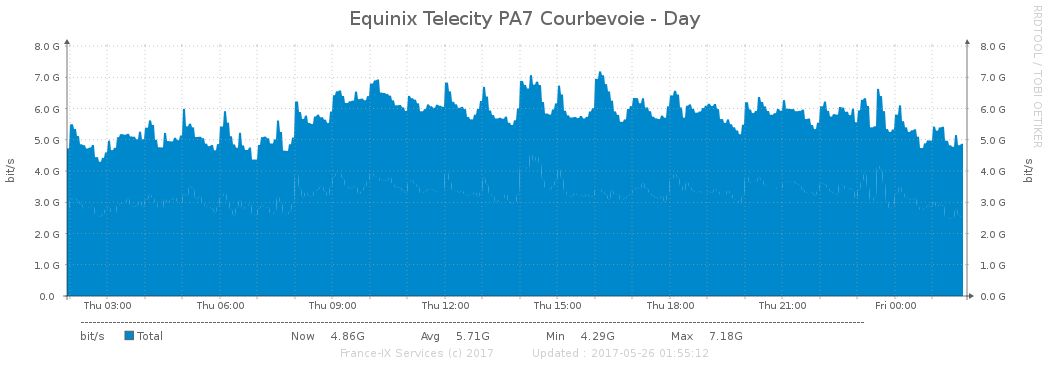 Equinix Telecity PA7 Courbevoie - Day
RRDTOOL / TOBI OETIKER
bit/s
8.0 G 8.0 G
7.0 G 7.0 G
6.0 G 6.0 G
5.0 G 5.0 G
4.0 G 4.0 G
3.0 G 3.0 G
2.0 G 2.0 G
1.0 G 1.0 G
0.0 0.0 G
bit/s
Thu 03:00 Thu 06:00 Thu 09:00 Thu 12:00 Thu 15:00 Thu 18:00 Thu 21:00 Fri 00:00
bit/s Total Now 4.86G Avg 5.71G Min 4.29G Max 7.18G
France-IX Services (c) 2017 Updated : 2017-05-26 01:55:12